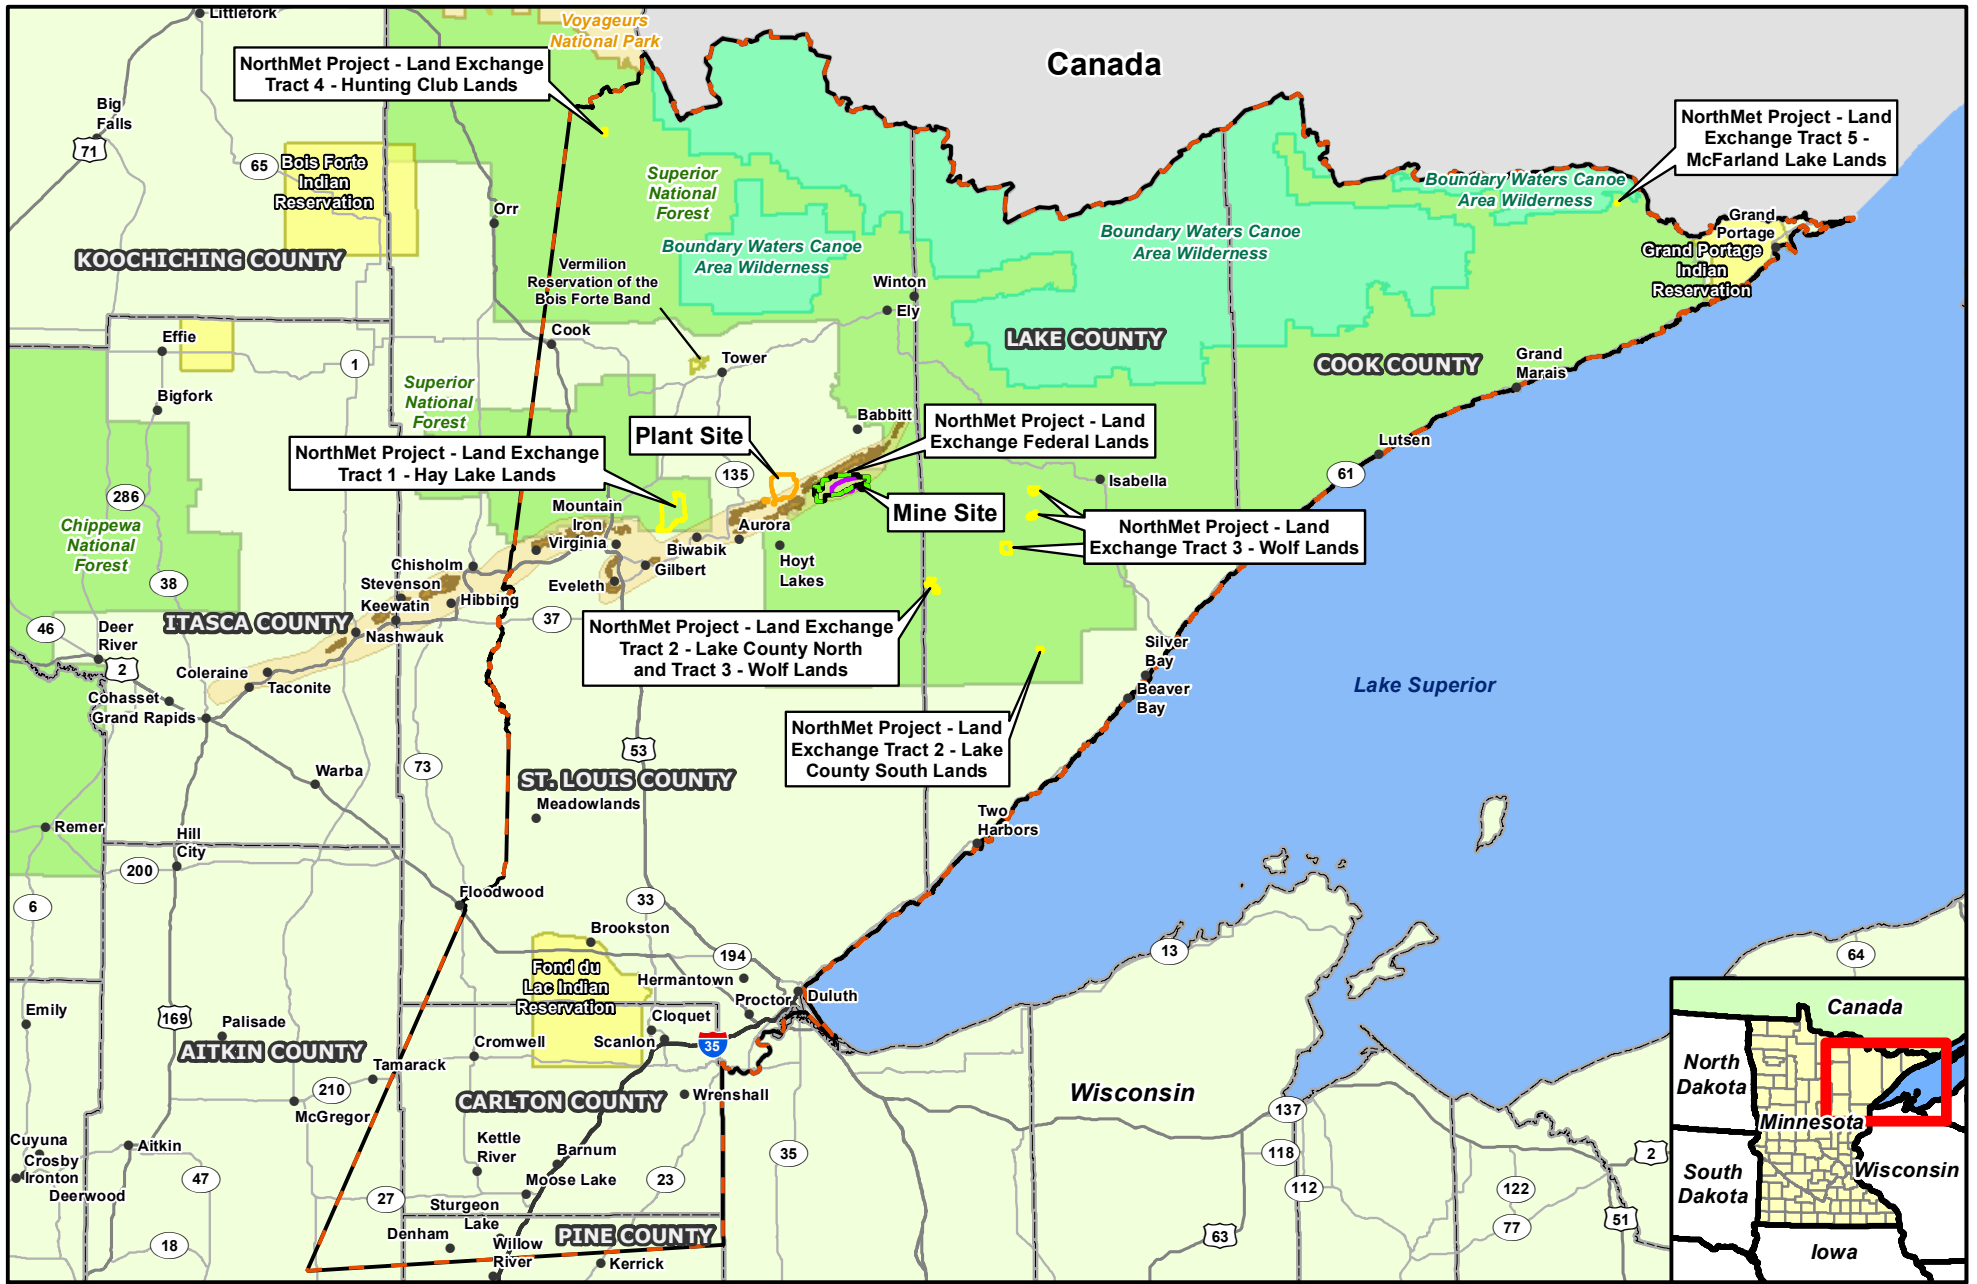 Littlefork
Voyageurs
National Park
NorthMet Project - Land Exchange
Tract 4 - Hunting Club Lands
Canada
Big
Falls
71
65
Bois Forte
Indian
Reservation
Orr
Superior
National
Forest
NorthMet Project - Land
Exchange Tract 5 -
McFarland Lake Lands
Boundary Waters Canoe
Area Wilderness
Grand
Portage
Grand Portage
Indian
Reservation
KOOCHICHING COUNTY
Boundary Waters Canoe
Area Wilderness
Boundary Waters Canoe
Area Wilderness
Vermilion
Reservation of the
Bois Forte Band
Winton
Ely
Effie
Cook
LAKE COUNTY
COOK COUNTY
Grand
Marais
1
Tower
Bigfork
Superior
National
Forest
Babbitt
Plant Site
NorthMet Project - Land
Exchange Federal Lands
Lutsen
61
NorthMet Project - Land Exchange
Tract 1 - Hay Lake Lands
135
Isabella
286
Mine Site
Mountain
Iron
Chippewa
National
Forest
Aurora
NorthMet Project - Land
Exchange Tract 3 - Wolf Lands
Virginia
Biwabik
Chisholm
Gilbert
Hoyt
Lakes
38
Stevenson
Eveleth
Keewatin
Hibbing
ITASCA COUNTY
37
46
Deer
River
Nashwauk
NorthMet Project - Land Exchange
Tract 2 - Lake County North
and Tract 3 - Wolf Lands
Silver
Bay
2
Coleraine
Taconite
Lake Superior
Cohasset
Grand Rapids
Beaver
Bay
NorthMet Project - Land
Exchange Tract 2 - Lake
County South Lands
53
73
Warba
ST. LOUIS COUNTY
Meadowlands
Two
Harbors
Remer
Hill
City
200
Floodwood
6
33
Brookston
13
64
194
Fond du
Lac Indian
Reservation
Hermantown
Proctor
Duluth
Emily
169
Palisade
Cloquet
Scanlon
35
AITKIN COUNTY
Cromwell
Tamarack
210
Wisconsin
McGregor
CARLTON COUNTY
Wrenshall
137
Cuyuna
Crosby
Ironton
Deerwood
Aitkin
Kettle
River
Barnum
35
118
2
Moose Lake
47
27
23
112
122
Sturgeon
Lake
77
51
18
Denham
PINE COUNTY
63
Willow
River
Kerrick
Canada
North
Dakota
Minnesota
South
Dakota
Wisconsin
Iowa